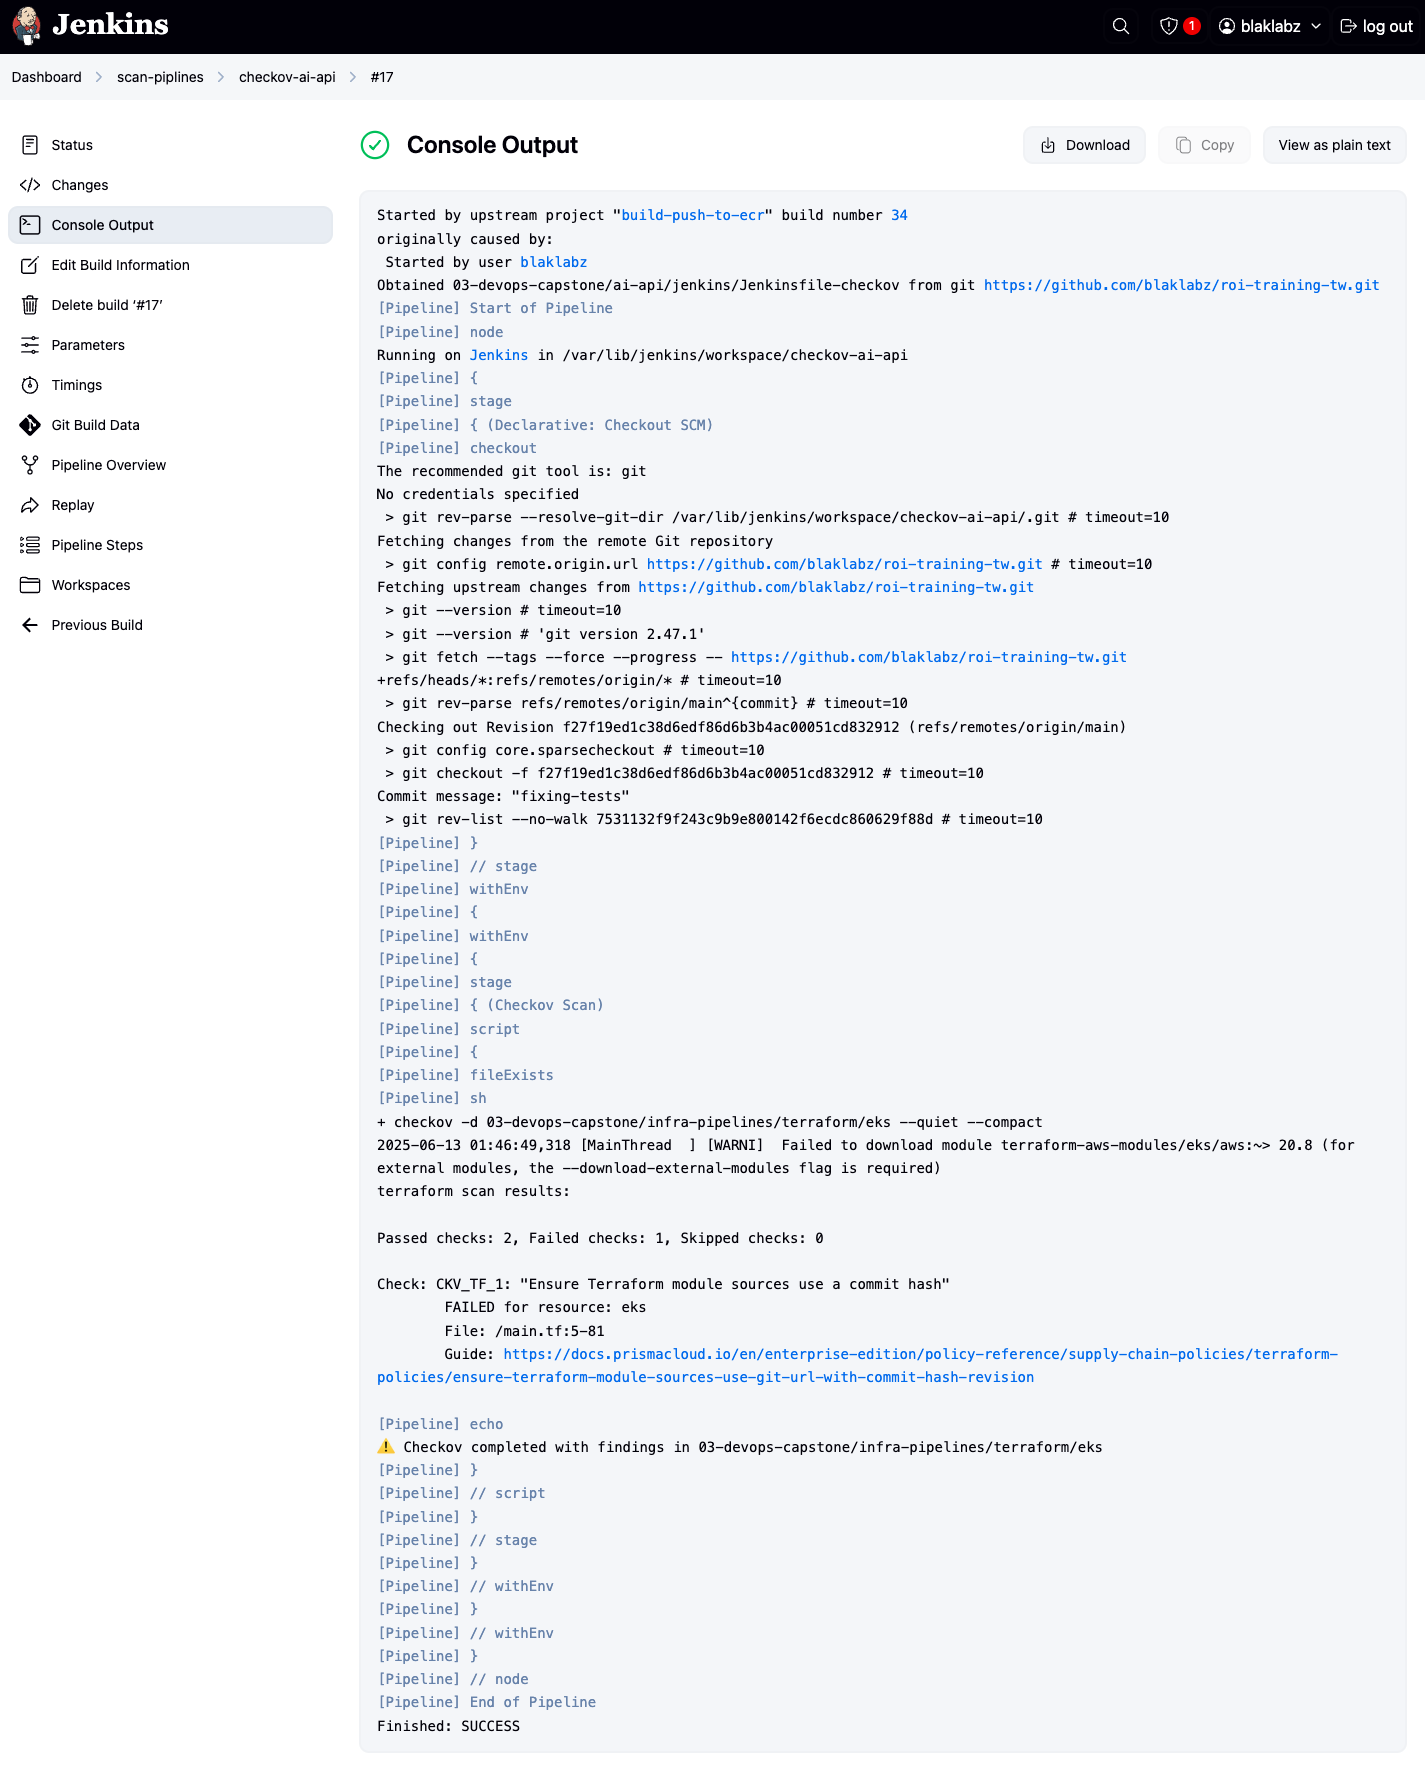 Jenkins
1
blaklabz
log out
Dashboard
scan-piplines
checkov-ai-api
#17
Status
Changes
Console Output
Edit Build Information
Delete build ‘#17’
Parameters
Timings
Git Build Data
Pipeline Overview
Replay
Pipeline Steps
Workspaces
Previous Build
Console Output
Download
Copy
View as plain text
Started by upstream project "build-push-to-ecr" build number 34
originally caused by:
 Started by user blaklabz
Obtained 03-devops-capstone/ai-api/jenkins/Jenkinsfile-checkov from git https://github.com/blaklabz/roi-training-tw.git
[Pipeline] Start of Pipeline
[Pipeline] node
Running on Jenkins in /var/lib/jenkins/workspace/checkov-ai-api
[Pipeline] {
[Pipeline] stage
[Pipeline] { (Declarative: Checkout SCM)
[Pipeline] checkout
The recommended git tool is: git
No credentials specified
 > git rev-parse --resolve-git-dir /var/lib/jenkins/workspace/checkov-ai-api/.git # timeout=10
Fetching changes from the remote Git repository
 > git config remote.origin.url https://github.com/blaklabz/roi-training-tw.git # timeout=10
Fetching upstream changes from https://github.com/blaklabz/roi-training-tw.git
 > git --version # timeout=10
 > git --version # 'git version 2.47.1'
 > git fetch --tags --force --progress -- https://github.com/blaklabz/roi-training-tw.git
+refs/heads/*:refs/remotes/origin/* # timeout=10
 > git rev-parse refs/remotes/origin/main^{commit} # timeout=10
Checking out Revision f27f19ed1c38d6edf86d6b3b4ac00051cd832912 (refs/remotes/origin/main)
 > git config core.sparsecheckout # timeout=10
 > git checkout -f f27f19ed1c38d6edf86d6b3b4ac00051cd832912 # timeout=10
Commit message: "fixing-tests"
 > git rev-list --no-walk 7531132f9f243c9b9e800142f6ecdc860629f88d # timeout=10
[Pipeline] }
[Pipeline] // stage
[Pipeline] withEnv
[Pipeline] {
[Pipeline] withEnv
[Pipeline] {
[Pipeline] stage
[Pipeline] { (Checkov Scan)
[Pipeline] script
[Pipeline] {
[Pipeline] fileExists
[Pipeline] sh
+ checkov -d 03-devops-capstone/infra-pipelines/terraform/eks --quiet --compact
2025-06-13 01:46:49,318 [MainThread  ] [WARNI]  Failed to download module terraform-aws-modules/eks/aws:~> 20.8 (for
external modules, the --download-external-modules flag is required)
terraform scan results:
Passed checks: 2, Failed checks: 1, Skipped checks: 0
Check: CKV_TF_1: "Ensure Terraform module sources use a commit hash"
	FAILED for resource: eks
	File: /main.tf:5-81
	Guide: https://docs.prismacloud.io/en/enterprise-edition/policy-reference/supply-chain-policies/terraform-
policies/ensure-terraform-module-sources-use-git-url-with-commit-hash-revision
[Pipeline] echo
⚠️ Checkov completed with findings in 03-devops-capstone/infra-pipelines/terraform/eks
[Pipeline] }
[Pipeline] // script
[Pipeline] }
[Pipeline] // stage
[Pipeline] }
[Pipeline] // withEnv
[Pipeline] }
[Pipeline] // withEnv
[Pipeline] }
[Pipeline] // node
[Pipeline] End of Pipeline
Finished: SUCCESS